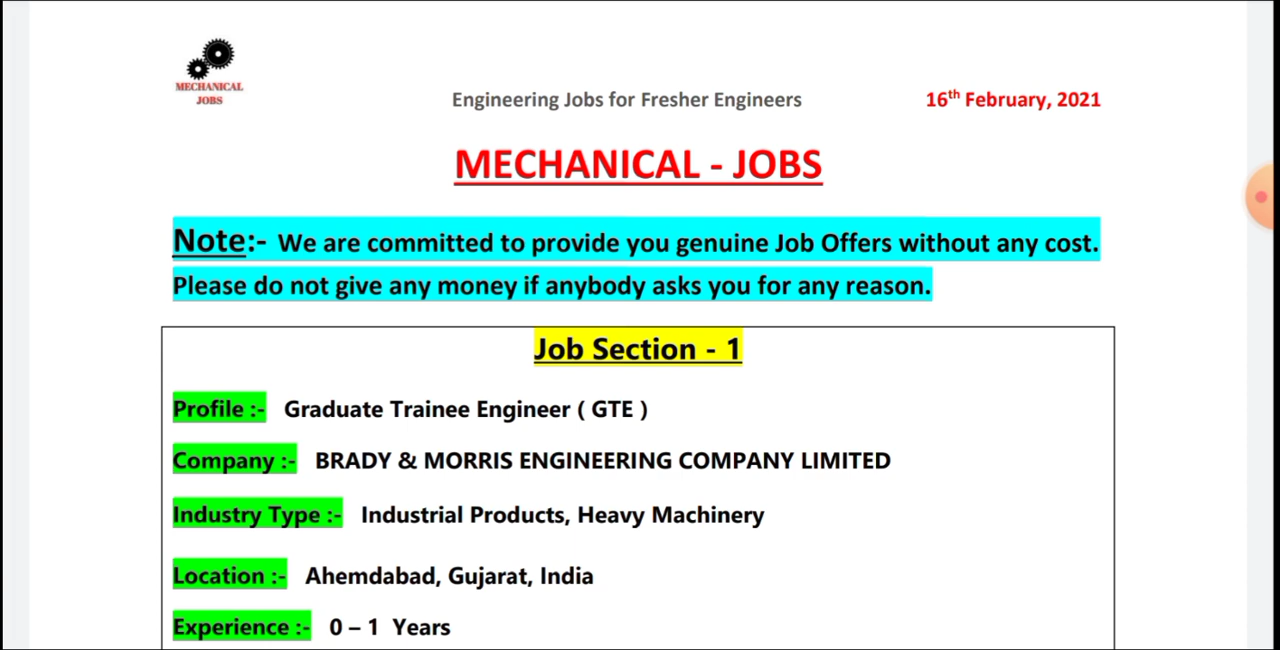 MECHANICAL
JOBS
Engineering Jobs for Fresher Engineers
16th February, 2021
MECHANICAL - JOBS
Note:- We are committed to provide you genuine Job Offers without any cost.
Please do not give any money if anybody asks you for any reason.
Job Section - 1
Profile :- Graduate Trainee Engineer ( GTE )
Company :- BRADY & MORRIS ENGINEERING COMPANY LIMITED
Industry Type :- Industrial Products, Heavy Machinery
Location :- Ahemdabad, Gujarat, India
Experience :- 0 – 1 Years